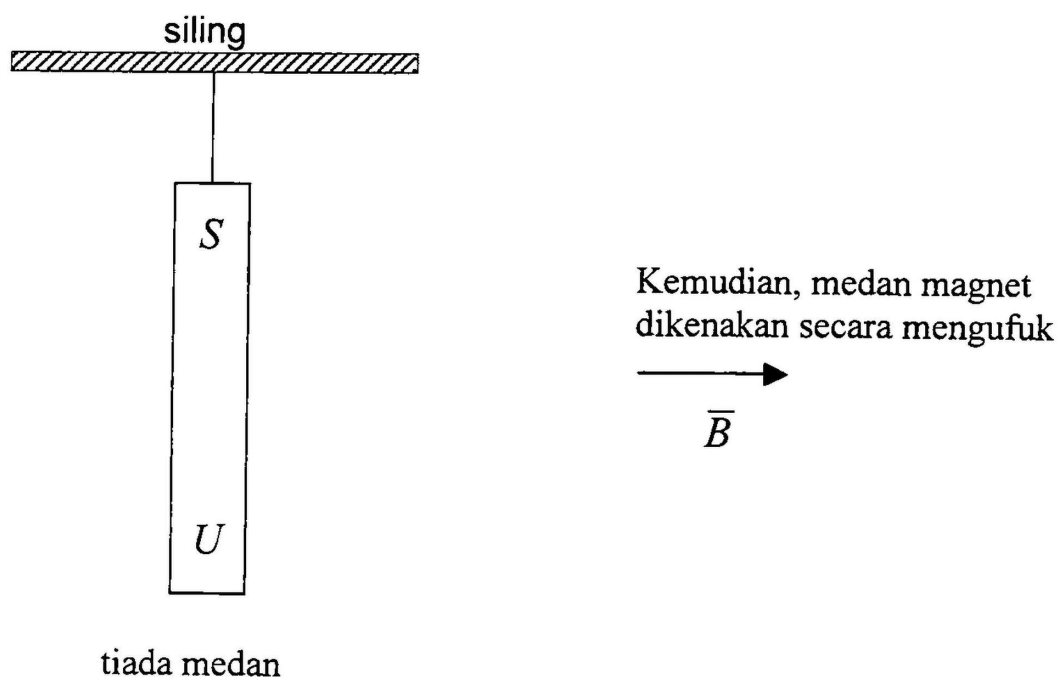 siling
S
Kemudian, medan magnet
dikenakan secara mengufuk
B̅
U
tiada medan